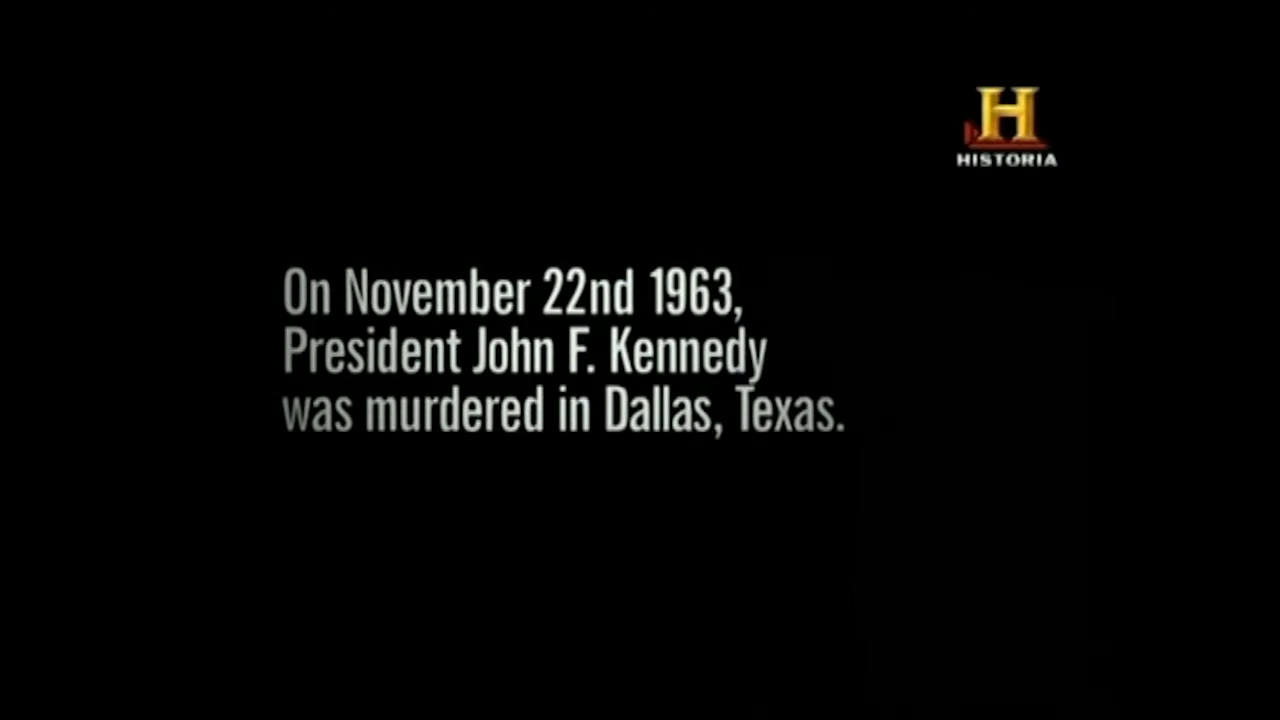 H
HISTORIA
On November 22nd 1963,
President John F. Kennedy
was murdered in Dallas, Texas.